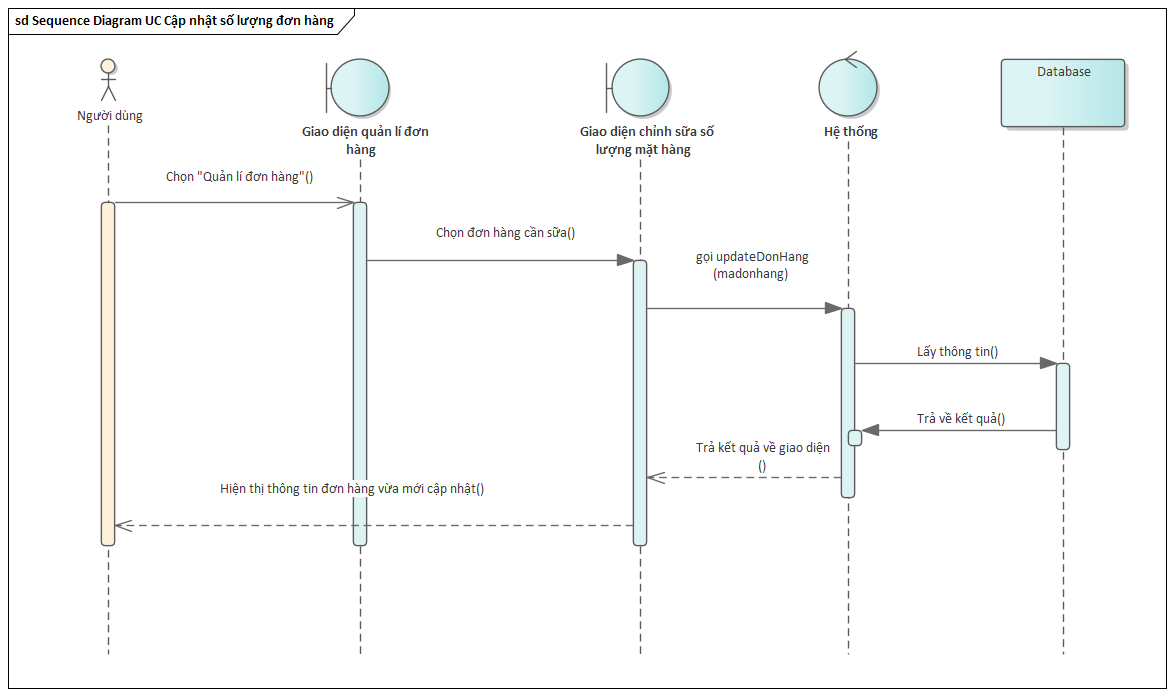 sd Sequence Diagram UC Cập nhật số lượng đơn hàng
Người dùng
Giao diện quản lí đơn
hàng
Giao diện chỉnh sữa số
lượng mặt hàng
Hệ thống
Database
Chọn "Quản lí đơn hàng"()
Chọn đơn hàng cần sữa()
gọi updateDonHang
(madonhang)
Lấy thông tin()
Trả về kết quả()
Trả kết quả về giao diện
()
Hiện thị thông tin đơn hàng vừa mới cập nhật()